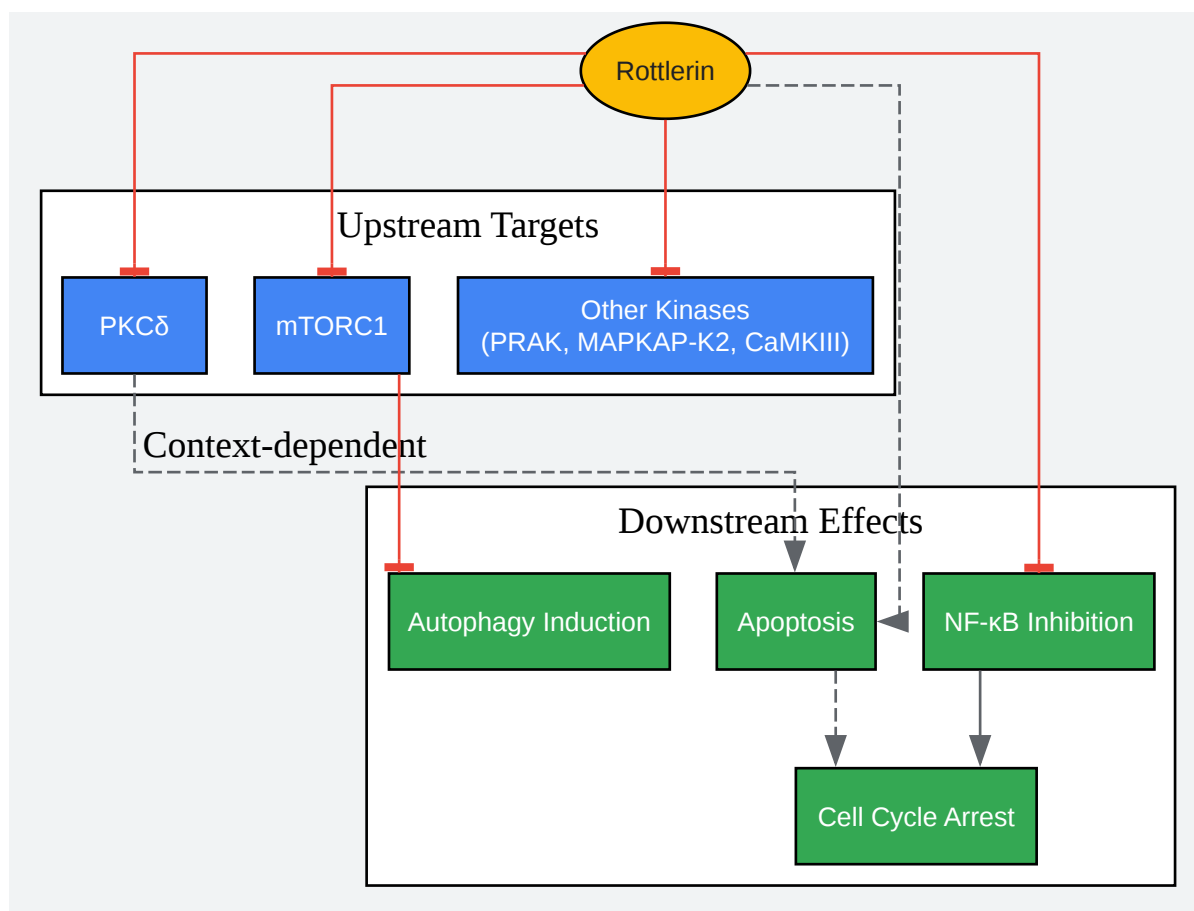 Rottlerin
Upstream Targets
PKCδ
mTORC1
Other Kinases
(PRAK, MAPKAP-K2, CaMKIII)
Context-dependent
Downstream Effects
Autophagy Induction
Apoptosis
NF-κB Inhibition
Cell Cycle Arrest